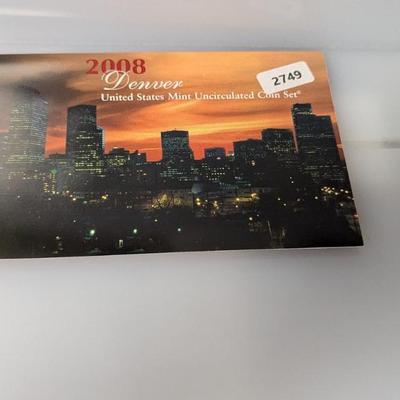 2008
Denver
United States Mint Uncirculated Coin Set®
2749